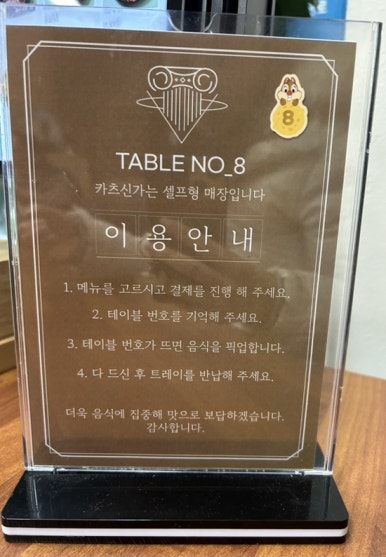 8
TABLE NO_8
카츠신가는 셀프형 매장입니다
이용안내
1. 메뉴를 고르시고 결제를 진행 해 주세요.
2. 테이블 번호를 기억해 주세요.
3. 테이블 번호가 뜨면 음식을 픽업합니다.
4. 다 드신 후 트레이를 반납해 주세요.
더욱 음식에 집중해 맛으로 보답하겠습니다.
감사합니다.